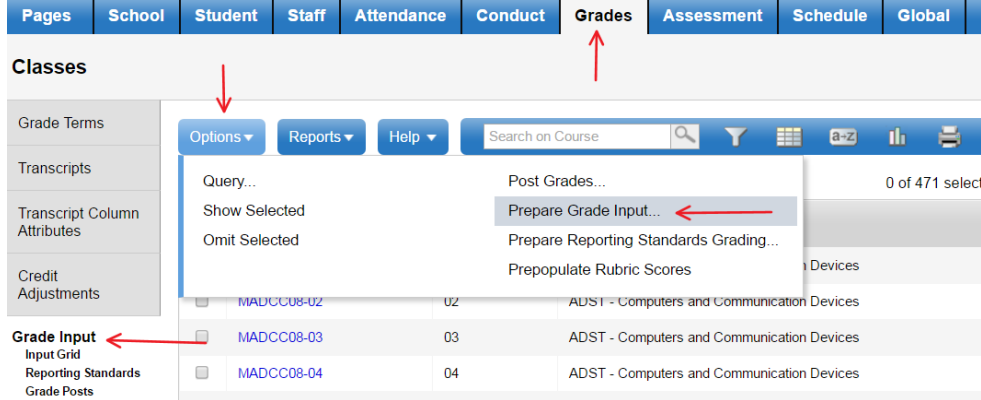 Pages School Student Staff Attendance Conduct Grades Assessment Schedule Global
Classes
Grade Terms
Transcripts
Transcript Column
Attributes
Credit
Adjustments
Grade Input
Input Grid
Reporting Standards
Grade Posts
Options Reports Help Search on Course a-z
0 of 471 select
Query... Post Grades...
Show Selected Prepare Grade Input...
Omit Selected Prepare Reporting Standards Grading...
Prepopulate Rubric Scores
Devices
MADCC08-02 02 ADST - Computers and Communication Devices
MADCC08-03 03 ADST - Computers and Communication Devices
MADCC08-04 04 ADST - Computers and Communication Devices